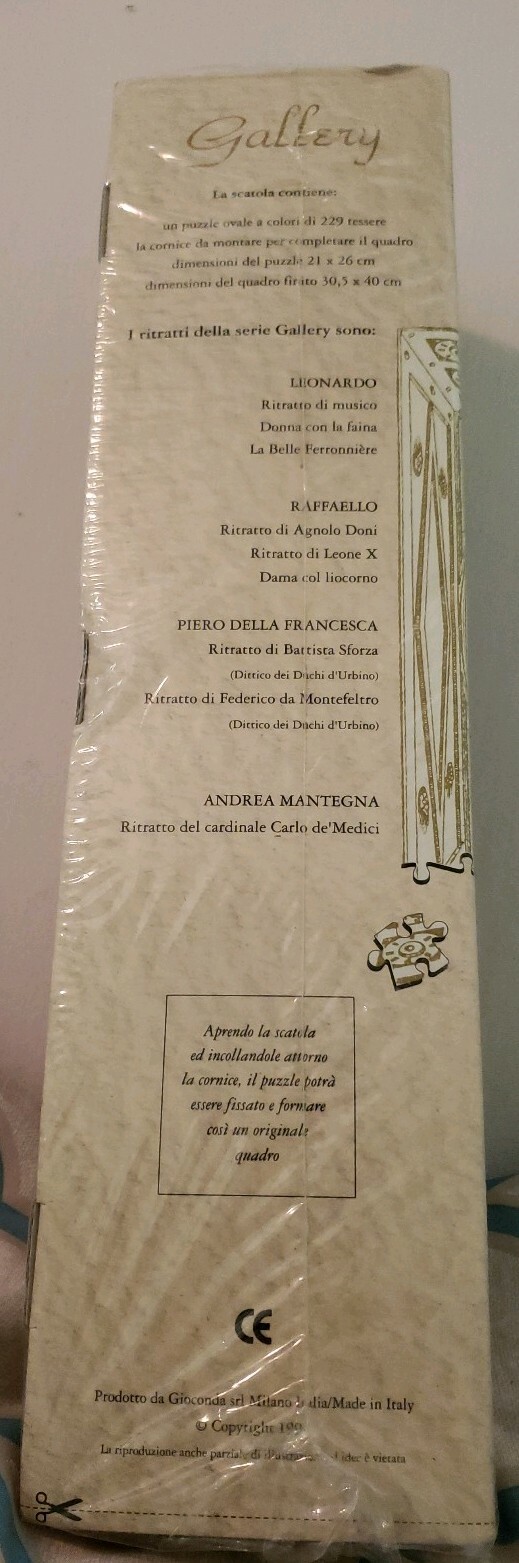 Gallery
La scatola contiene:
un puzzle ovale a colori di 229 tessere
la cornice da montare per completare il quadro
dimensioni del puzzle 21 x 26 cm
dimensioni del quadro finito 30,5 x 40 cm
I ritratti della serie Gallery sono:
LEONARDO
Ritratto di musico
Donna con la faina
La Belle Ferronnière
RAFFAELLO
Ritratto di Agnolo Doni
Ritratto di Leone X
Dama col liocorno
PIERO DELLA FRANCESCA
Ritratto di Battista Sforza
(Dittico dei Duchi d'Urbino)
Ritratto di Federico da Montefeltro
(Dittico dei Duchi d'Urbino)
ANDREA MANTEGNA
Ritratto del cardinale Carlo de'Medici
Aprendo la scatola
ed incollandole attorno
la cornice, il puzzle potrà
essere fissato e formare
così un originale
quadro
CE
Prodotto da Gioconda srl Milano Italia/Made in Italy
© Copyright
La riproduzione anche parziale di è vietata